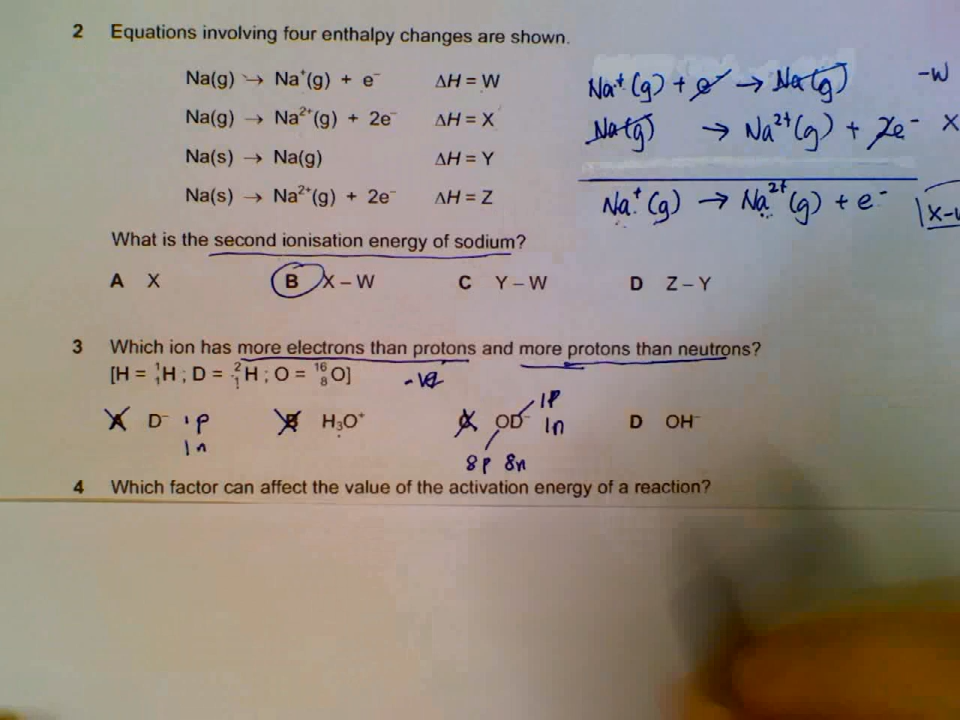 2 Equations involving four enthalpy changes are shown.
Na(g) → Na⁺(g) + e⁻ ΔH = W
Na⁺(g) + e⁻ → Na(g) -W
Na(g) → Na²⁺(g) + 2e⁻ ΔH = X
Na(g) → Na²⁺(g) + 2e⁻ X
Na(s) → Na(g) ΔH = Y
Na(s) → Na²⁺(g) + 2e⁻ ΔH = Z
Na⁺(g) → Na²⁺(g) + e⁻
What is the second ionisation energy of sodium?
A X B X – W C Y – W D Z – Y
3 Which ion has more electrons than protons and more protons than neutrons?
[H = ¹₁H ; D = ²₁H ; O = ¹⁶₈O]
-ve
A D⁻ 1p B H₃O⁺ C OD⁻ 1p D OH⁻
1n 1n
8p 8n
4 Which factor can affect the value of the activation energy of a reaction?